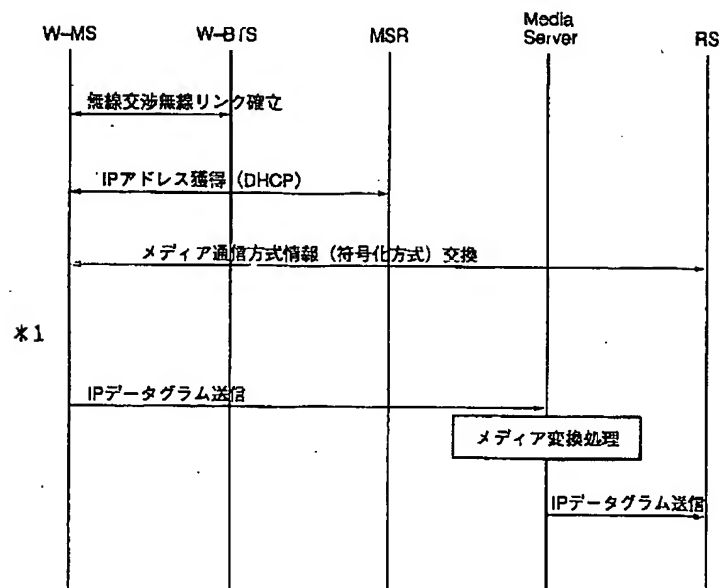 W-MS
W-BTS
MSR
Media
Server
RS
無線交渉無線リンク確立
IPアドレス獲得（DHCP）
メディア通信方式情報（符号化方式）交換
*1
IPデータグラム送信
メディア変換処理
IPデータグラム送信